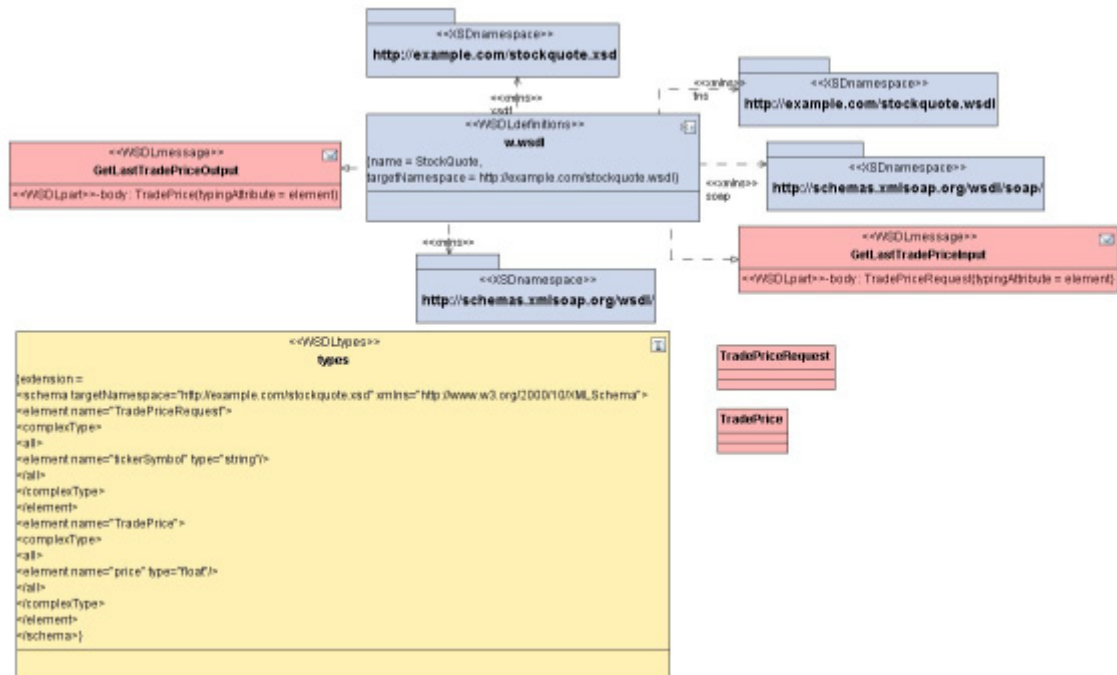 <<XSDnamespace>>
http://example.com/stockquote.xsd
<<xmlns>>
xsd1
<<xmlns>>
tns
<<XSDnamespace>>
http://example.com/stockquote.wsdl
<<WSDLdefinitions>>
w.wsdl
{name = StockQuote,
targetNamespace = http://example.com/stockquote.wsdl}
<<WSDLmessage>>
GetLastTradePriceOutput
<<WSDLpart>>-body : TradePrice{typingAttribute = element}
<<XSDnamespace>>
http://schemas.xmlsoap.org/wsdl/soap/
<<xmlns>>
soap
<<WSDLmessage>>
GetLastTradePriceInput
<<WSDLpart>>-body : TradePriceRequest{typingAttribute = element}
<<xmlns>>
<<XSDnamespace>>
http://schemas.xmlsoap.org/wsdl/
<<WSDLtypes>>
types
{extension =
<schema targetNamespace="http://example.com/stockquote.xsd" xmlns="http://www.w3.org/2000/10/XMLSchema">
<element name="TradePriceRequest">
<complexType>
<all>
<element name="tickerSymbol" type="string"/>
</all>
</complexType>
</element>
<element name="TradePrice">
<complexType>
<all>
<element name="price" type="float"/>
</all>
</complexType>
</element>
</schema>}
TradePriceRequest
TradePrice